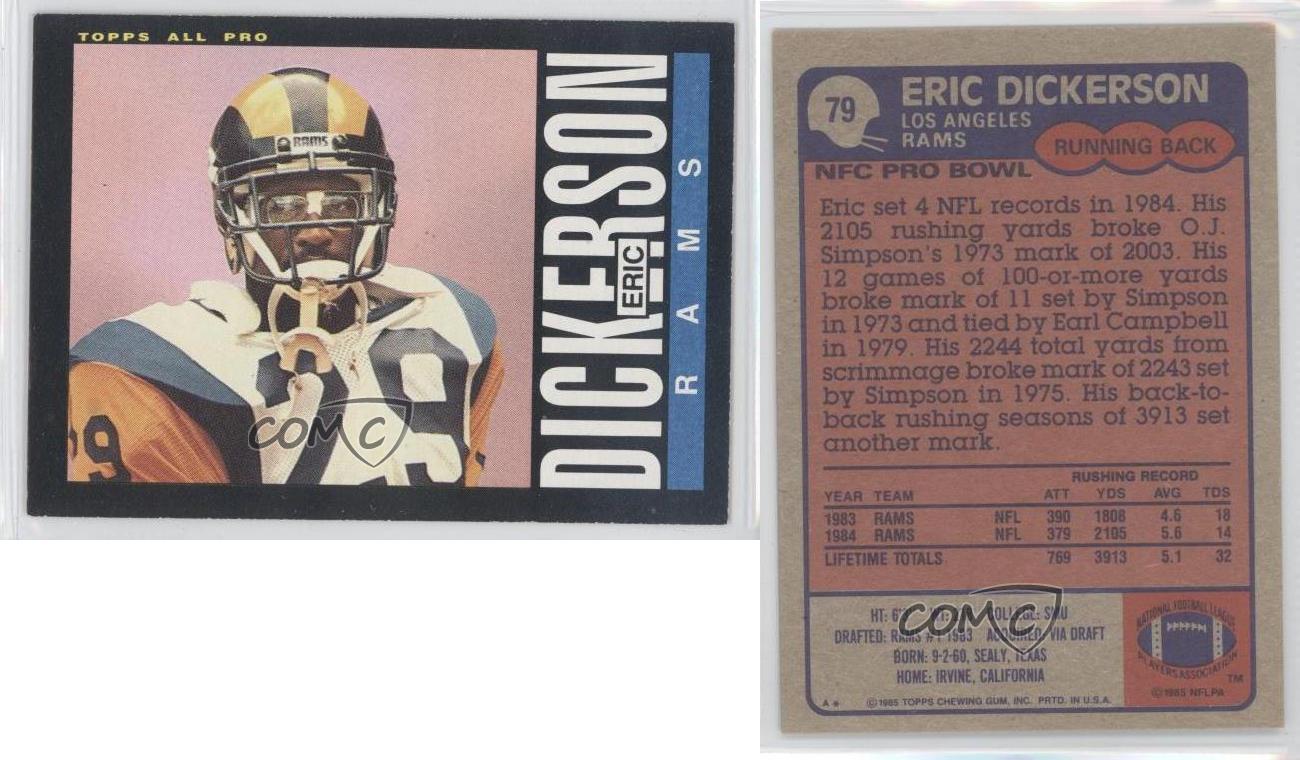 TOPPS ALL PRO
RAMS
DICKERSON
ERIC
RAMS
29
COMC
79
ERIC DICKERSON
LOS ANGELES
RAMS
RUNNING BACK
NFC PRO BOWL
Eric set 4 NFL records in 1984. His
2105 rushing yards broke O.J.
Simpson's 1973 mark of 2003. His
12 games of 100-or-more yards
broke mark of 11 set by Simpson
in 1973 and tied by Earl Campbell
in 1979. His 2244 total yards from
scrimmage broke mark of 2243 set
by Simpson in 1975. His back-to-
back rushing seasons of 3913 set
another mark.
RUSHING RECORD
YEAR TEAM ATT YDS AVG TDS
1983 RAMS NFL 390 1808 4.6 18
1984 RAMS NFL 379 2105 5.6 14
LIFETIME TOTALS 769 3913 5.1 32
COMC
HT: COLLEGE: SMU
DRAFTED: RAMS #1 1983 ACQUIRED: VIA DRAFT
BORN: 9-2-60, SEALY, TEXAS
HOME: IRVINE, CALIFORNIA
NATIONAL FOOTBALL LEAGUE
PLAYERS ASSOCIATION
TM
©1985 NFLPA
A* ©1985 TOPPS CHEWING GUM, INC. PRTD. IN U.S.A.